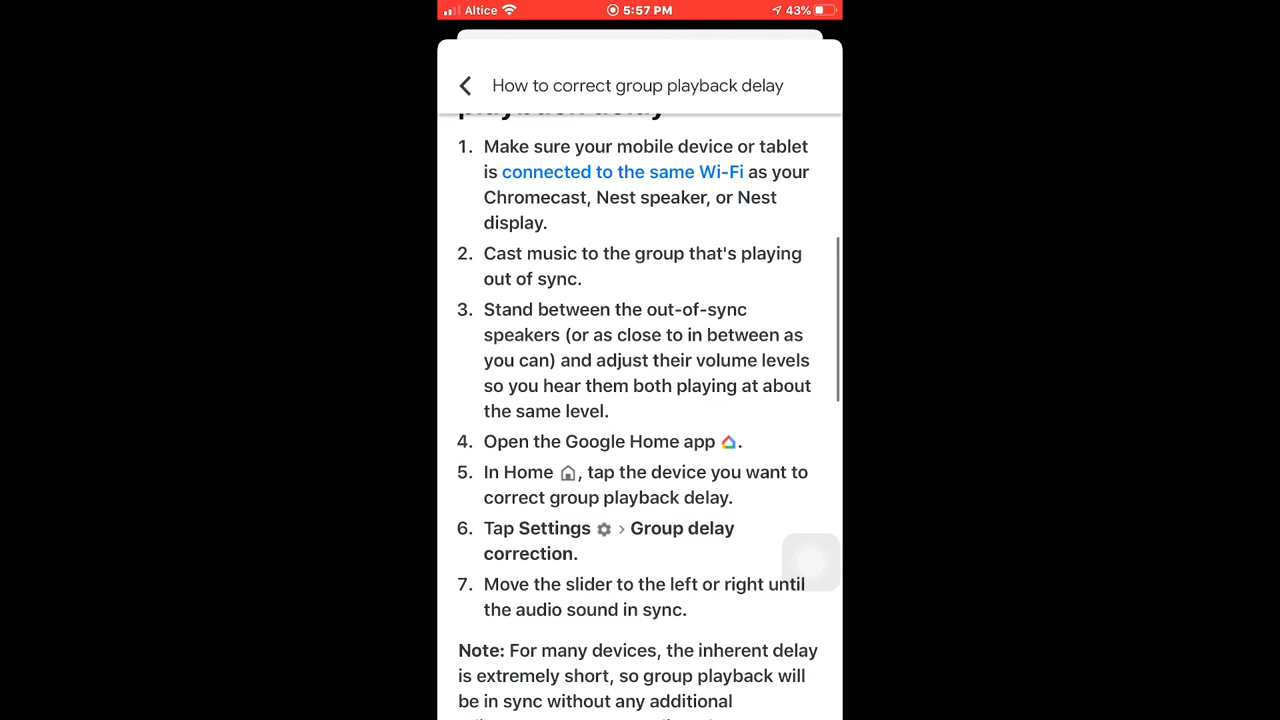 Altice 5:57 PM 43%
How to correct group playback delay
playback delay
1. Make sure your mobile device or tablet
is connected to the same Wi-Fi as your
Chromecast, Nest speaker, or Nest
display.
2. Cast music to the group that's playing
out of sync.
3. Stand between the out-of-sync
speakers (or as close to in between as
you can) and adjust their volume levels
so you hear them both playing at about
the same level.
4. Open the Google Home app .
5. In Home , tap the device you want to
correct group playback delay.
6. Tap Settings › Group delay
correction.
7. Move the slider to the left or right until
the audio sound in sync.
Note: For many devices, the inherent delay
is extremely short, so group playback will
be in sync without any additional